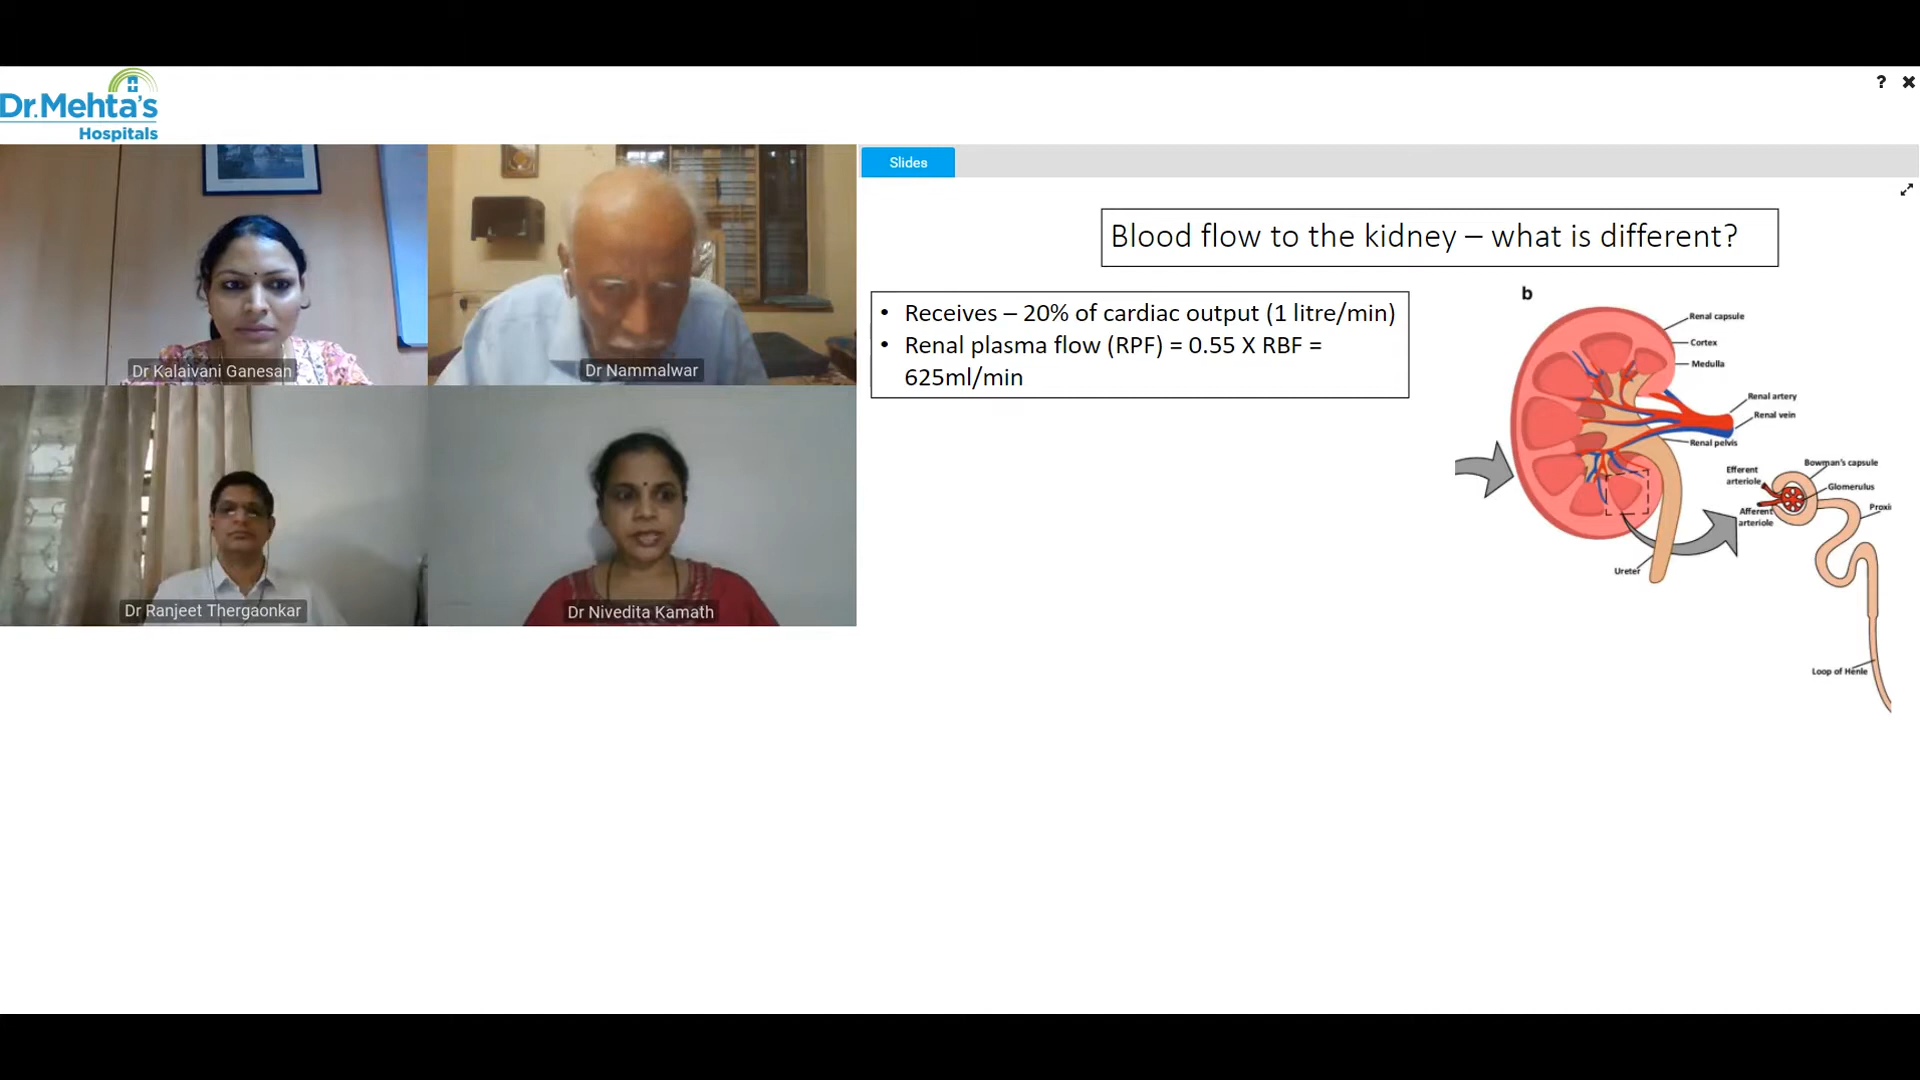 Dr.Mehta's
Hospitals
? ✖
Dr Kalaivani Ganesan
Dr Nammalwar
Dr Ranjeet Thergaonkar
Dr Nivedita Kamath
Slides
Blood flow to the kidney – what is different?
• Receives – 20% of cardiac output (1 litre/min)
• Renal plasma flow (RPF) = 0.55 X RBF =
625ml/min
b
Renal capsule
Cortex
Medulla
Renal artery
Renal vein
Renal pelvis
Ureter
Efferent
arteriole
Afferent
arteriole
Bowman's capsule
Glomerulus
Proxi
Loop of Henle